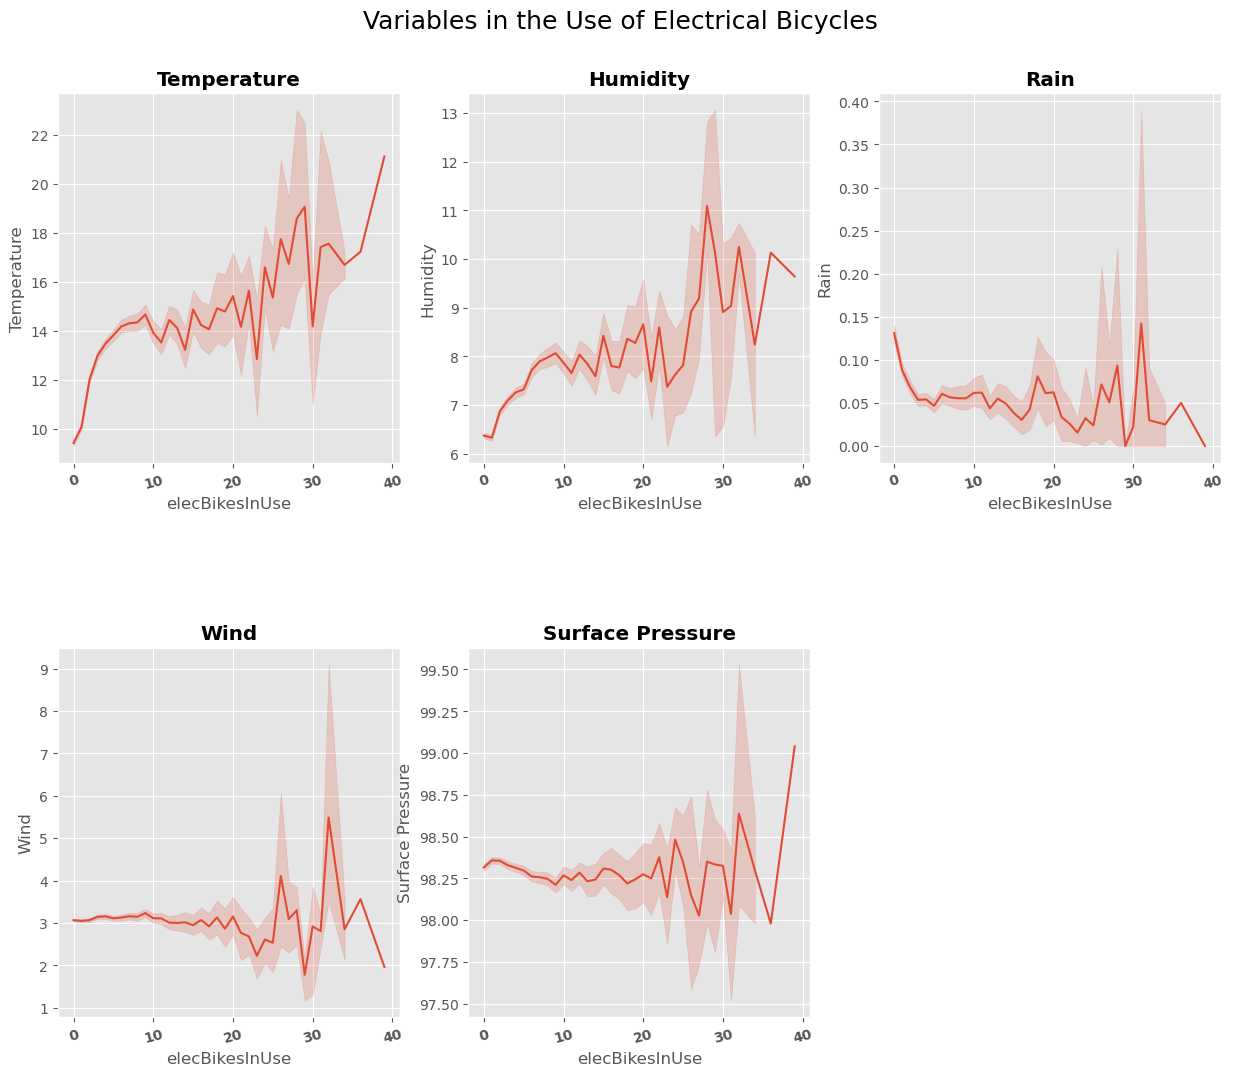 Variables in the Use of Electrical Bicycles
Temperature
Temperature
22
20
18
16
14
12
10
0 10 20 30 40
elecBikesInUse
Humidity
Humidity
13
12
11
10
9
8
7
6
0 10 20 30 40
elecBikesInUse
Rain
Rain
0.40
0.35
0.30
0.25
0.20
0.15
0.10
0.05
0.00
0 10 20 30 40
elecBikesInUse
Wind
Wind
9
8
7
6
5
4
3
2
1
0 10 20 30 40
elecBikesInUse
Surface Pressure
Surface Pressure
99.50
99.25
99.00
98.75
98.50
98.25
98.00
97.75
97.50
0 10 20 30 40
elecBikesInUse